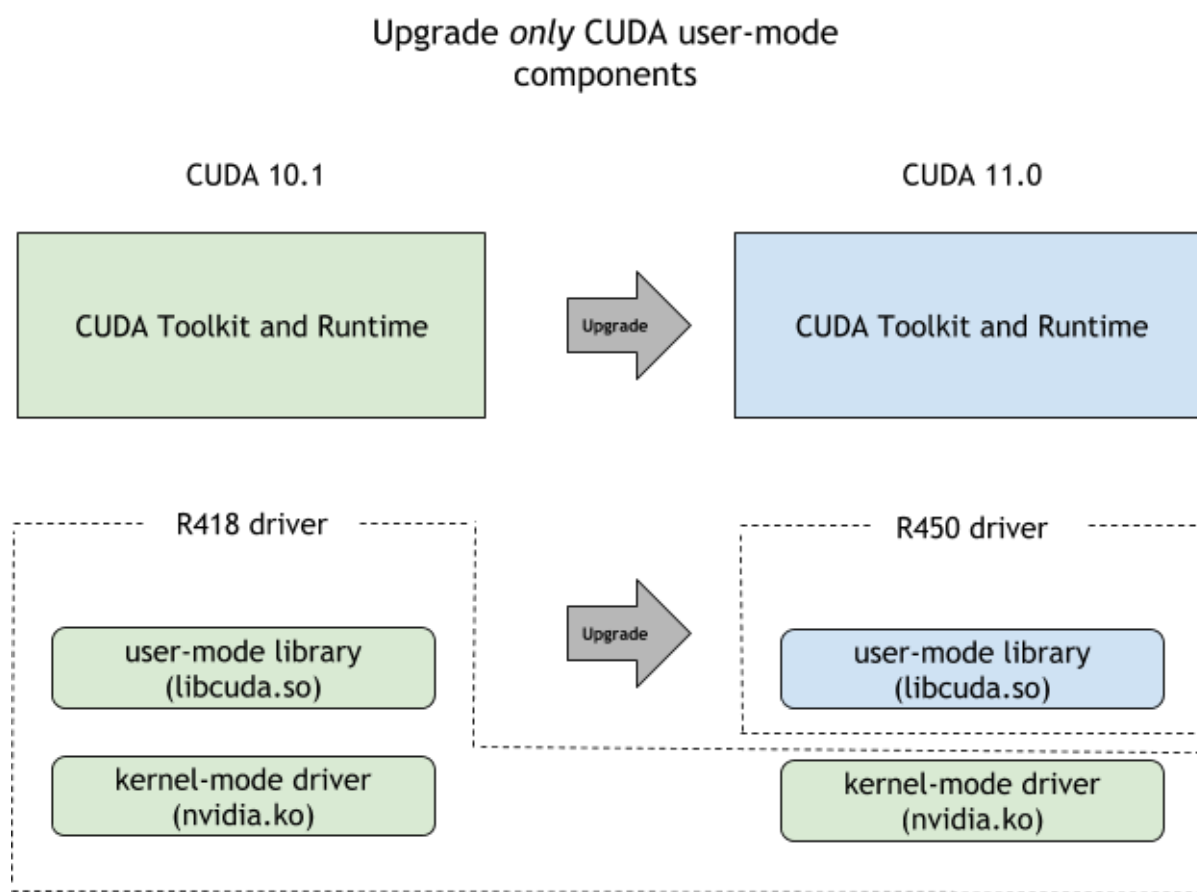 Upgrade only CUDA user-mode
components
CUDA 10.1
CUDA 11.0
CUDA Toolkit and Runtime
Upgrade
CUDA Toolkit and Runtime
R418 driver
R450 driver
user-mode library
(libcuda.so)
Upgrade
user-mode library
(libcuda.so)
kernel-mode driver
(nvidia.ko)
kernel-mode driver
(nvidia.ko)